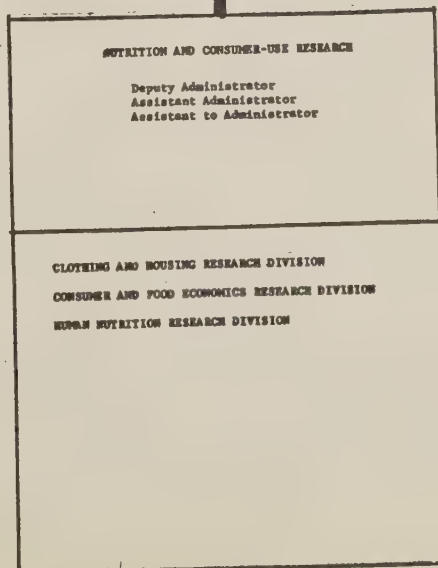 NUTRITION AND CONSUMER-USE RESEARCH
Deputy Administrator
Assistant Administrator
Assistant to Administrator
CLOTHING AND HOUSING RESEARCH DIVISION
CONSUMER AND FOOD ECONOMICS RESEARCH DIVISION
HUMAN NUTRITION RESEARCH DIVISION